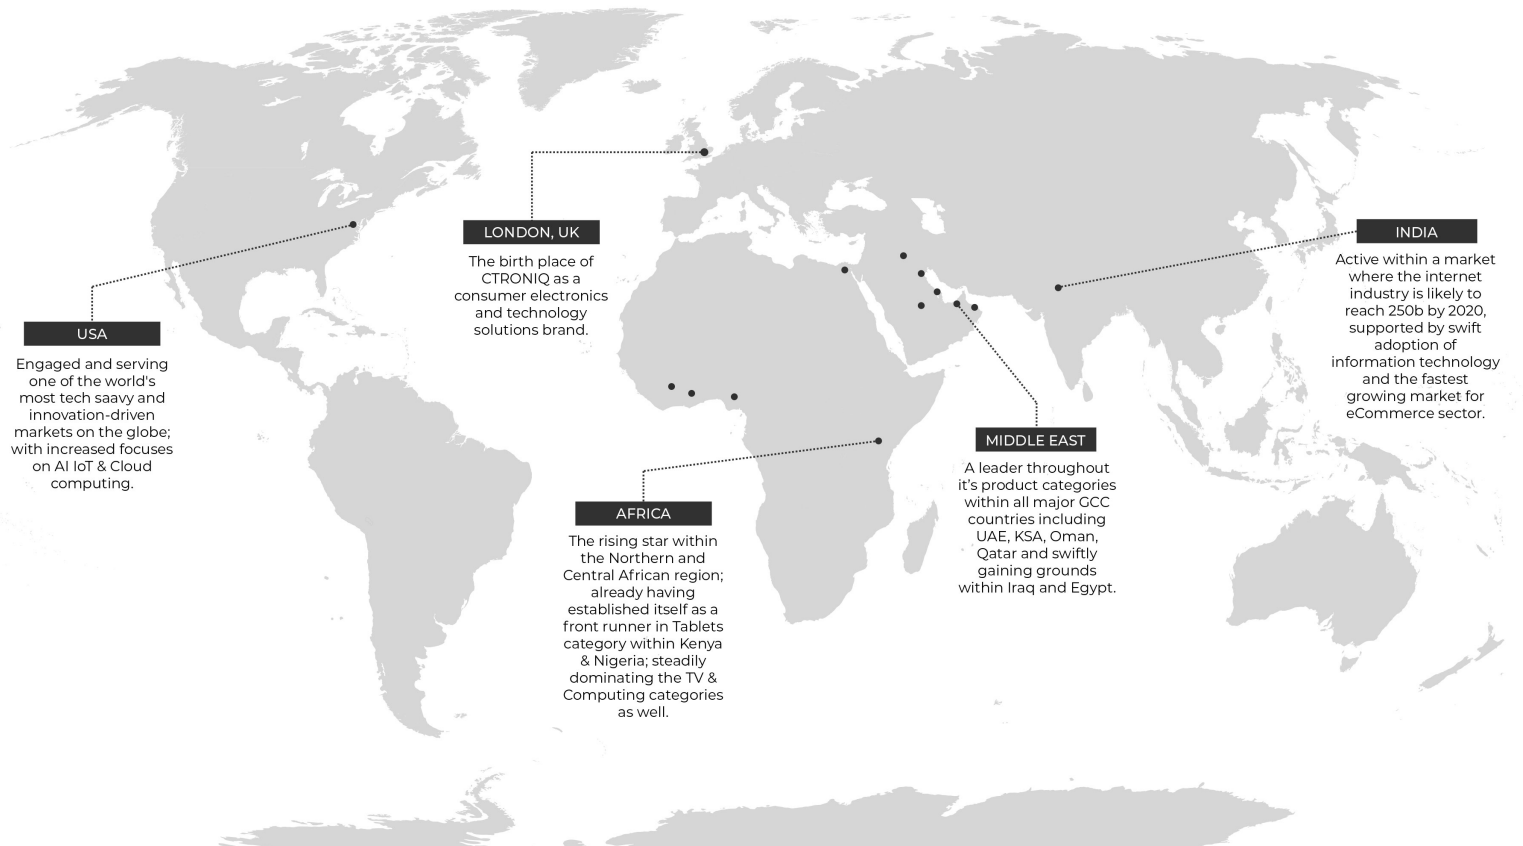 LONDON, UK
The birth place of
CTRONIQ as a
consumer electronics
and technology
solutions brand.
USA
Engaged and serving
one of the world's
most tech saavy and
innovation-driven
markets on the globe;
with increased focuses
on AI IoT & Cloud
computing.
AFRICA
The rising star within
the Northern and
Central African region;
already having
established itself as a
front runner in Tablets
category within Kenya
& Nigeria; steadily
dominating the TV &
Computing categories
as well.
MIDDLE EAST
A leader throughout
it's product categories
within all major GCC
countries including
UAE, KSA, Oman,
Qatar and swiftly
gaining grounds
within Iraq and Egypt.
INDIA
Active within a market
where the internet
industry is likely to
reach 250b by 2020,
supported by swift
adoption of
information technology
and the fastest
growing market for
eCommerce sector.